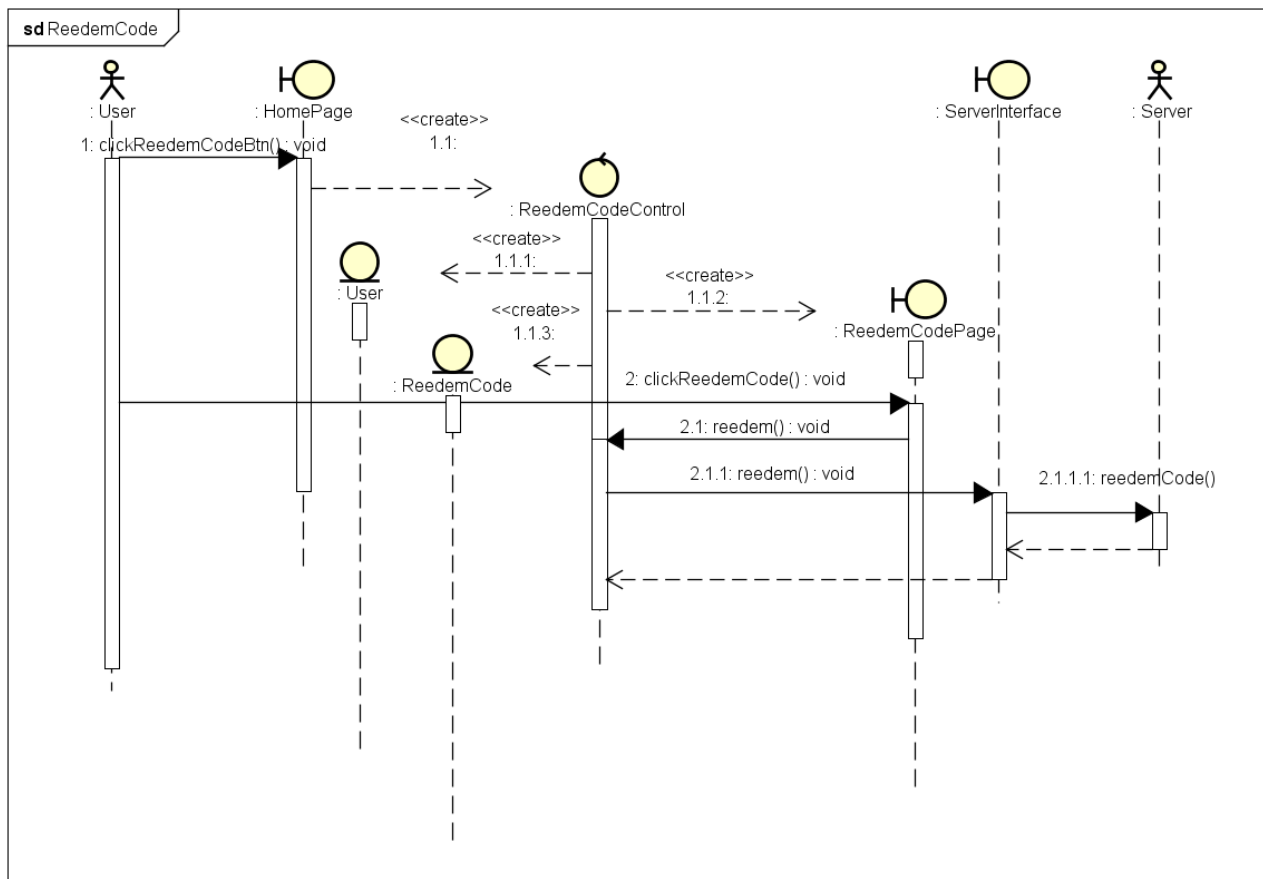 sd ReedemCode
: User
: HomePage
: ServerInterface
: Server
<<create>>
1.1:
1: clickReedemCodeBtn() : void
: ReedemCodeControl
<<create>>
1.1.1:
<<create>>
1.1.2:
: User
<<create>>
1.1.3:
: ReedemCodePage
: ReedemCode
2: clickReedemCode() : void
2.1: reedem() : void
2.1.1: reedem() : void
2.1.1.1: reedemCode()